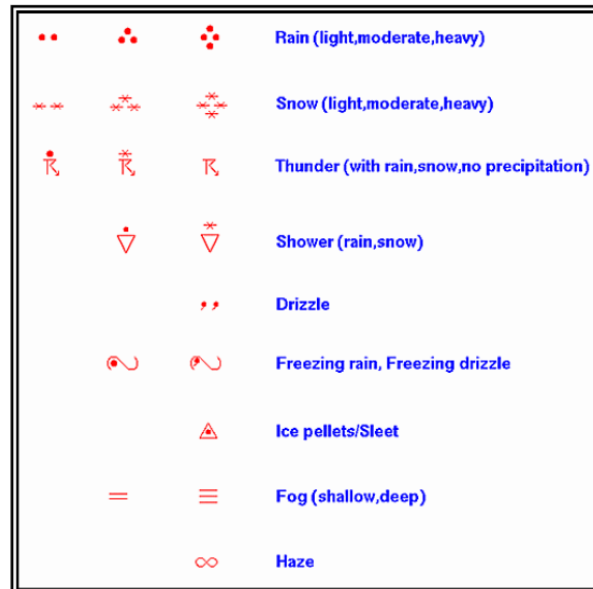 Rain (light,moderate,heavy)
Snow (light,moderate,heavy)
Thunder (with rain,snow,no precipitation)
Shower (rain,snow)
Drizzle
Freezing rain, Freezing drizzle
Ice pellets/Sleet
Fog (shallow,deep)
Haze